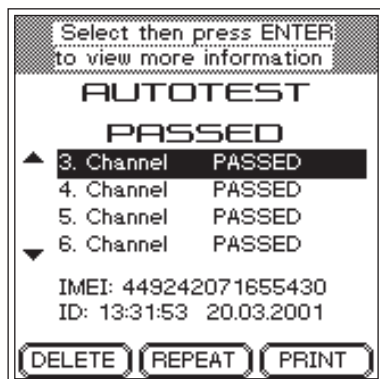 Select then press ENTER
to view more information
AUTOTEST
PASSED
3. Channel PASSED
4. Channel PASSED
5. Channel PASSED
6. Channel PASSED
IMEI: 449242071655430
ID: 13:31:53 20.03.2001
DELETE REPEAT PRINT